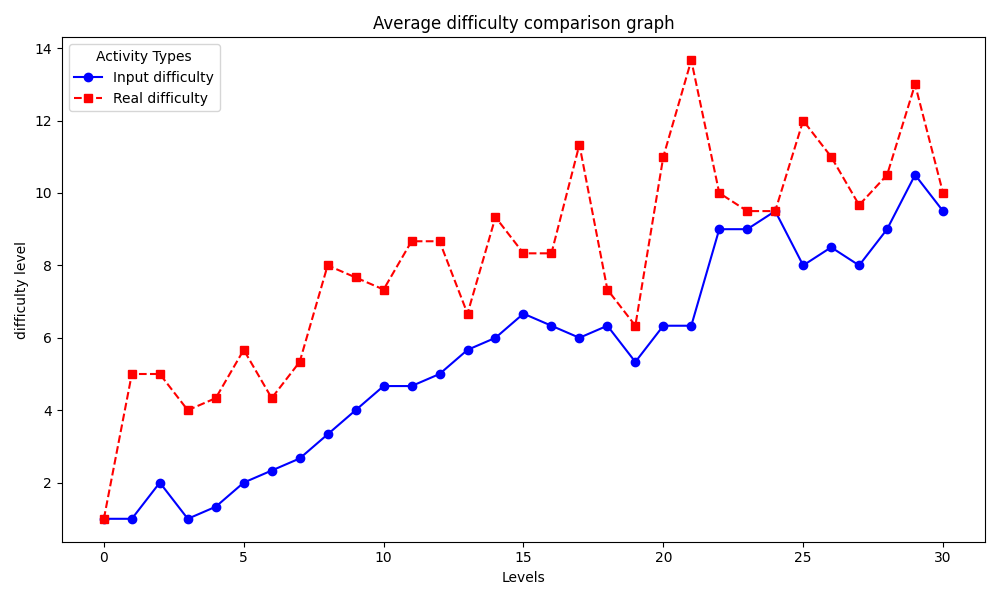 Average difficulty comparison graph
Activity Types
Input difficulty
Real difficulty
difficulty level
14
12
10
8
6
4
2
0 5 10 15 20 25 30
Levels